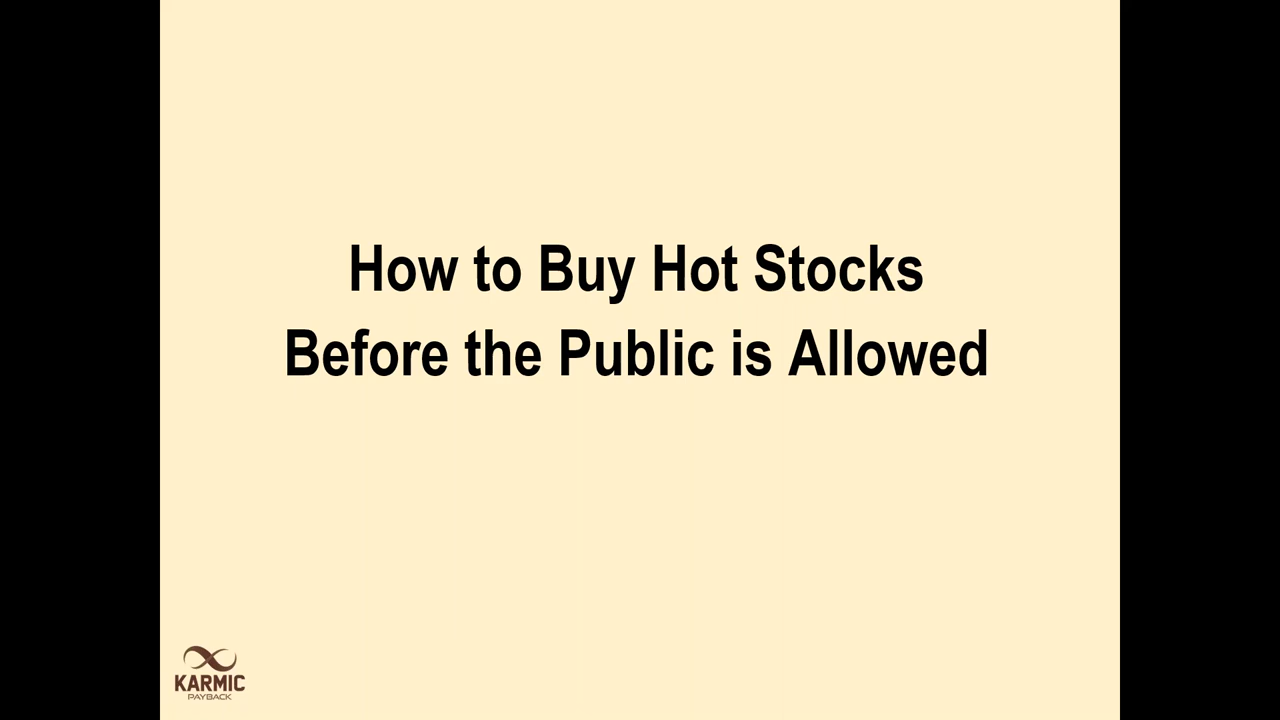 How to Buy Hot Stocks
Before the Public is Allowed
KARMIC
PAYBACK